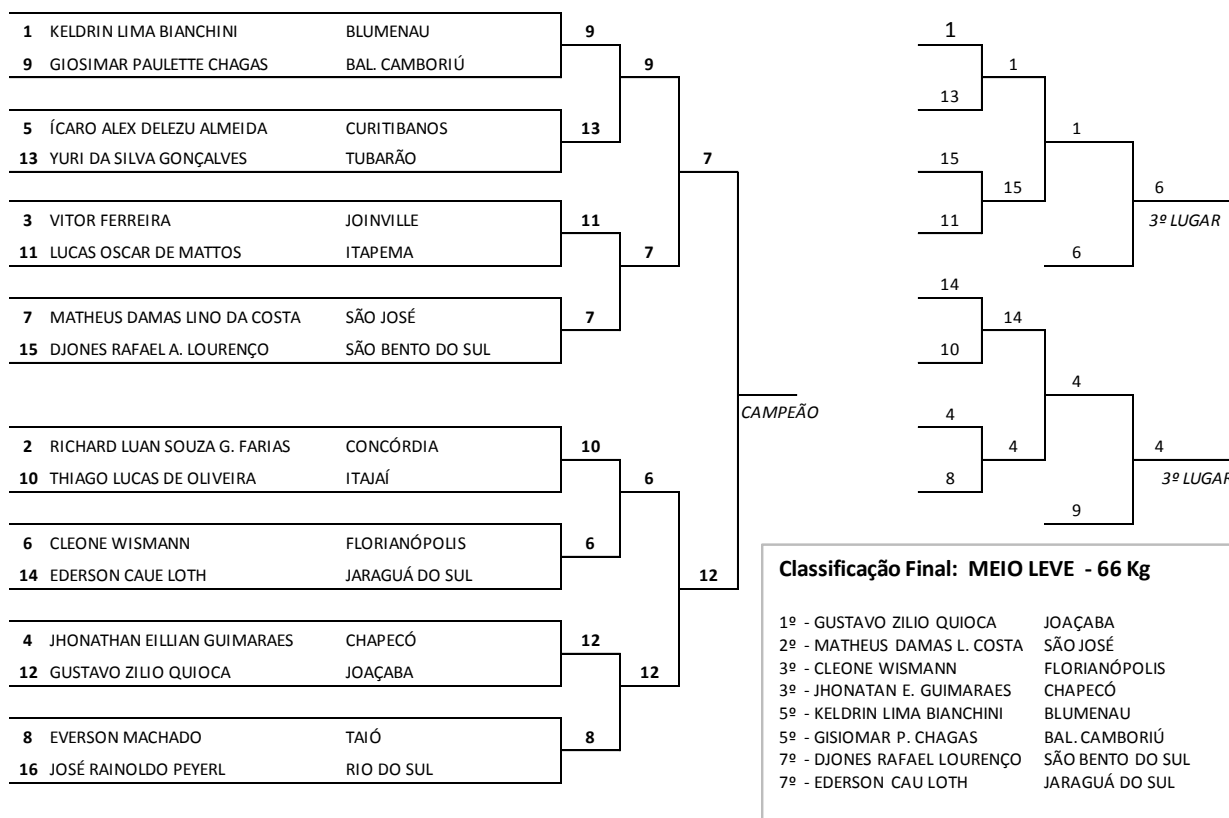 1 KELDRIN LIMA BIANCHINI BLUMENAU
9 GIOSIMAR PAULETTE CHAGAS BAL. CAMBORIÚ
9
9
5 ÍCARO ALEX DELEZU ALMEIDA CURITIBANOS
13 YURI DA SILVA GONÇALVES TUBARÃO
13
7
3 VITOR FERREIRA JOINVILLE
11 LUCAS OSCAR DE MATTOS ITAPEMA
11
7
7 MATHEUS DAMAS LINO DA COSTA SÃO JOSÉ
15 DJONES RAFAEL A. LOURENÇO SÃO BENTO DO SUL
7
CAMPEÃO
2 RICHARD LUAN SOUZA G. FARIAS CONCÓRDIA
10 THIAGO LUCAS DE OLIVEIRA ITAJAÍ
10
6
6 CLEONE WISMANN FLORIANÓPOLIS
14 EDERSON CAUE LOTH JARAGUÁ DO SUL
6
12
4 JHONATHAN EILLIAN GUIMARAES CHAPECÓ
12 GUSTAVO ZILIO QUIOCA JOAÇABA
12
12
8 EVERSON MACHADO TAIÓ
16 JOSÉ RAINOLDO PEYERL RIO DO SUL
8
1
1
13
1
15
15
11
6
3º LUGAR
6
14
14
10
4
4
4
8
4
3º LUGAR
9
Classificação Final: MEIO LEVE - 66 Kg
1º - GUSTAVO ZILIO QUIOCA JOAÇABA
2º - MATHEUS DAMAS L. COSTA SÃO JOSÉ
3º - CLEONE WISMANN FLORIANÓPOLIS
3º - JHONATAN E. GUIMARAES CHAPECÓ
5º - KELDRIN LIMA BIANCHINI BLUMENAU
5º - GISIOMAR P. CHAGAS BAL. CAMBORIÚ
7º - DJONES RAFAEL LOURENÇO SÃO BENTO DO SUL
7º - EDERSON CAU LOTH JARAGUÁ DO SUL